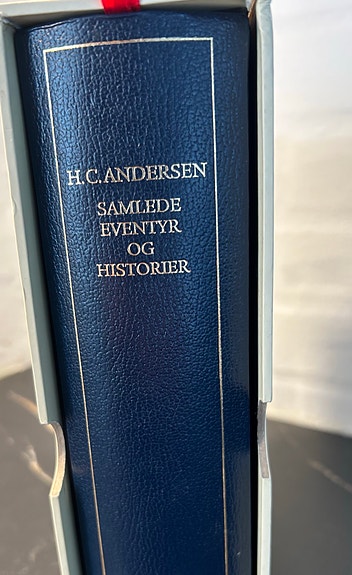 H.C.ANDERSEN
SAMLEDE
EVENTYR
OG
HISTORIER